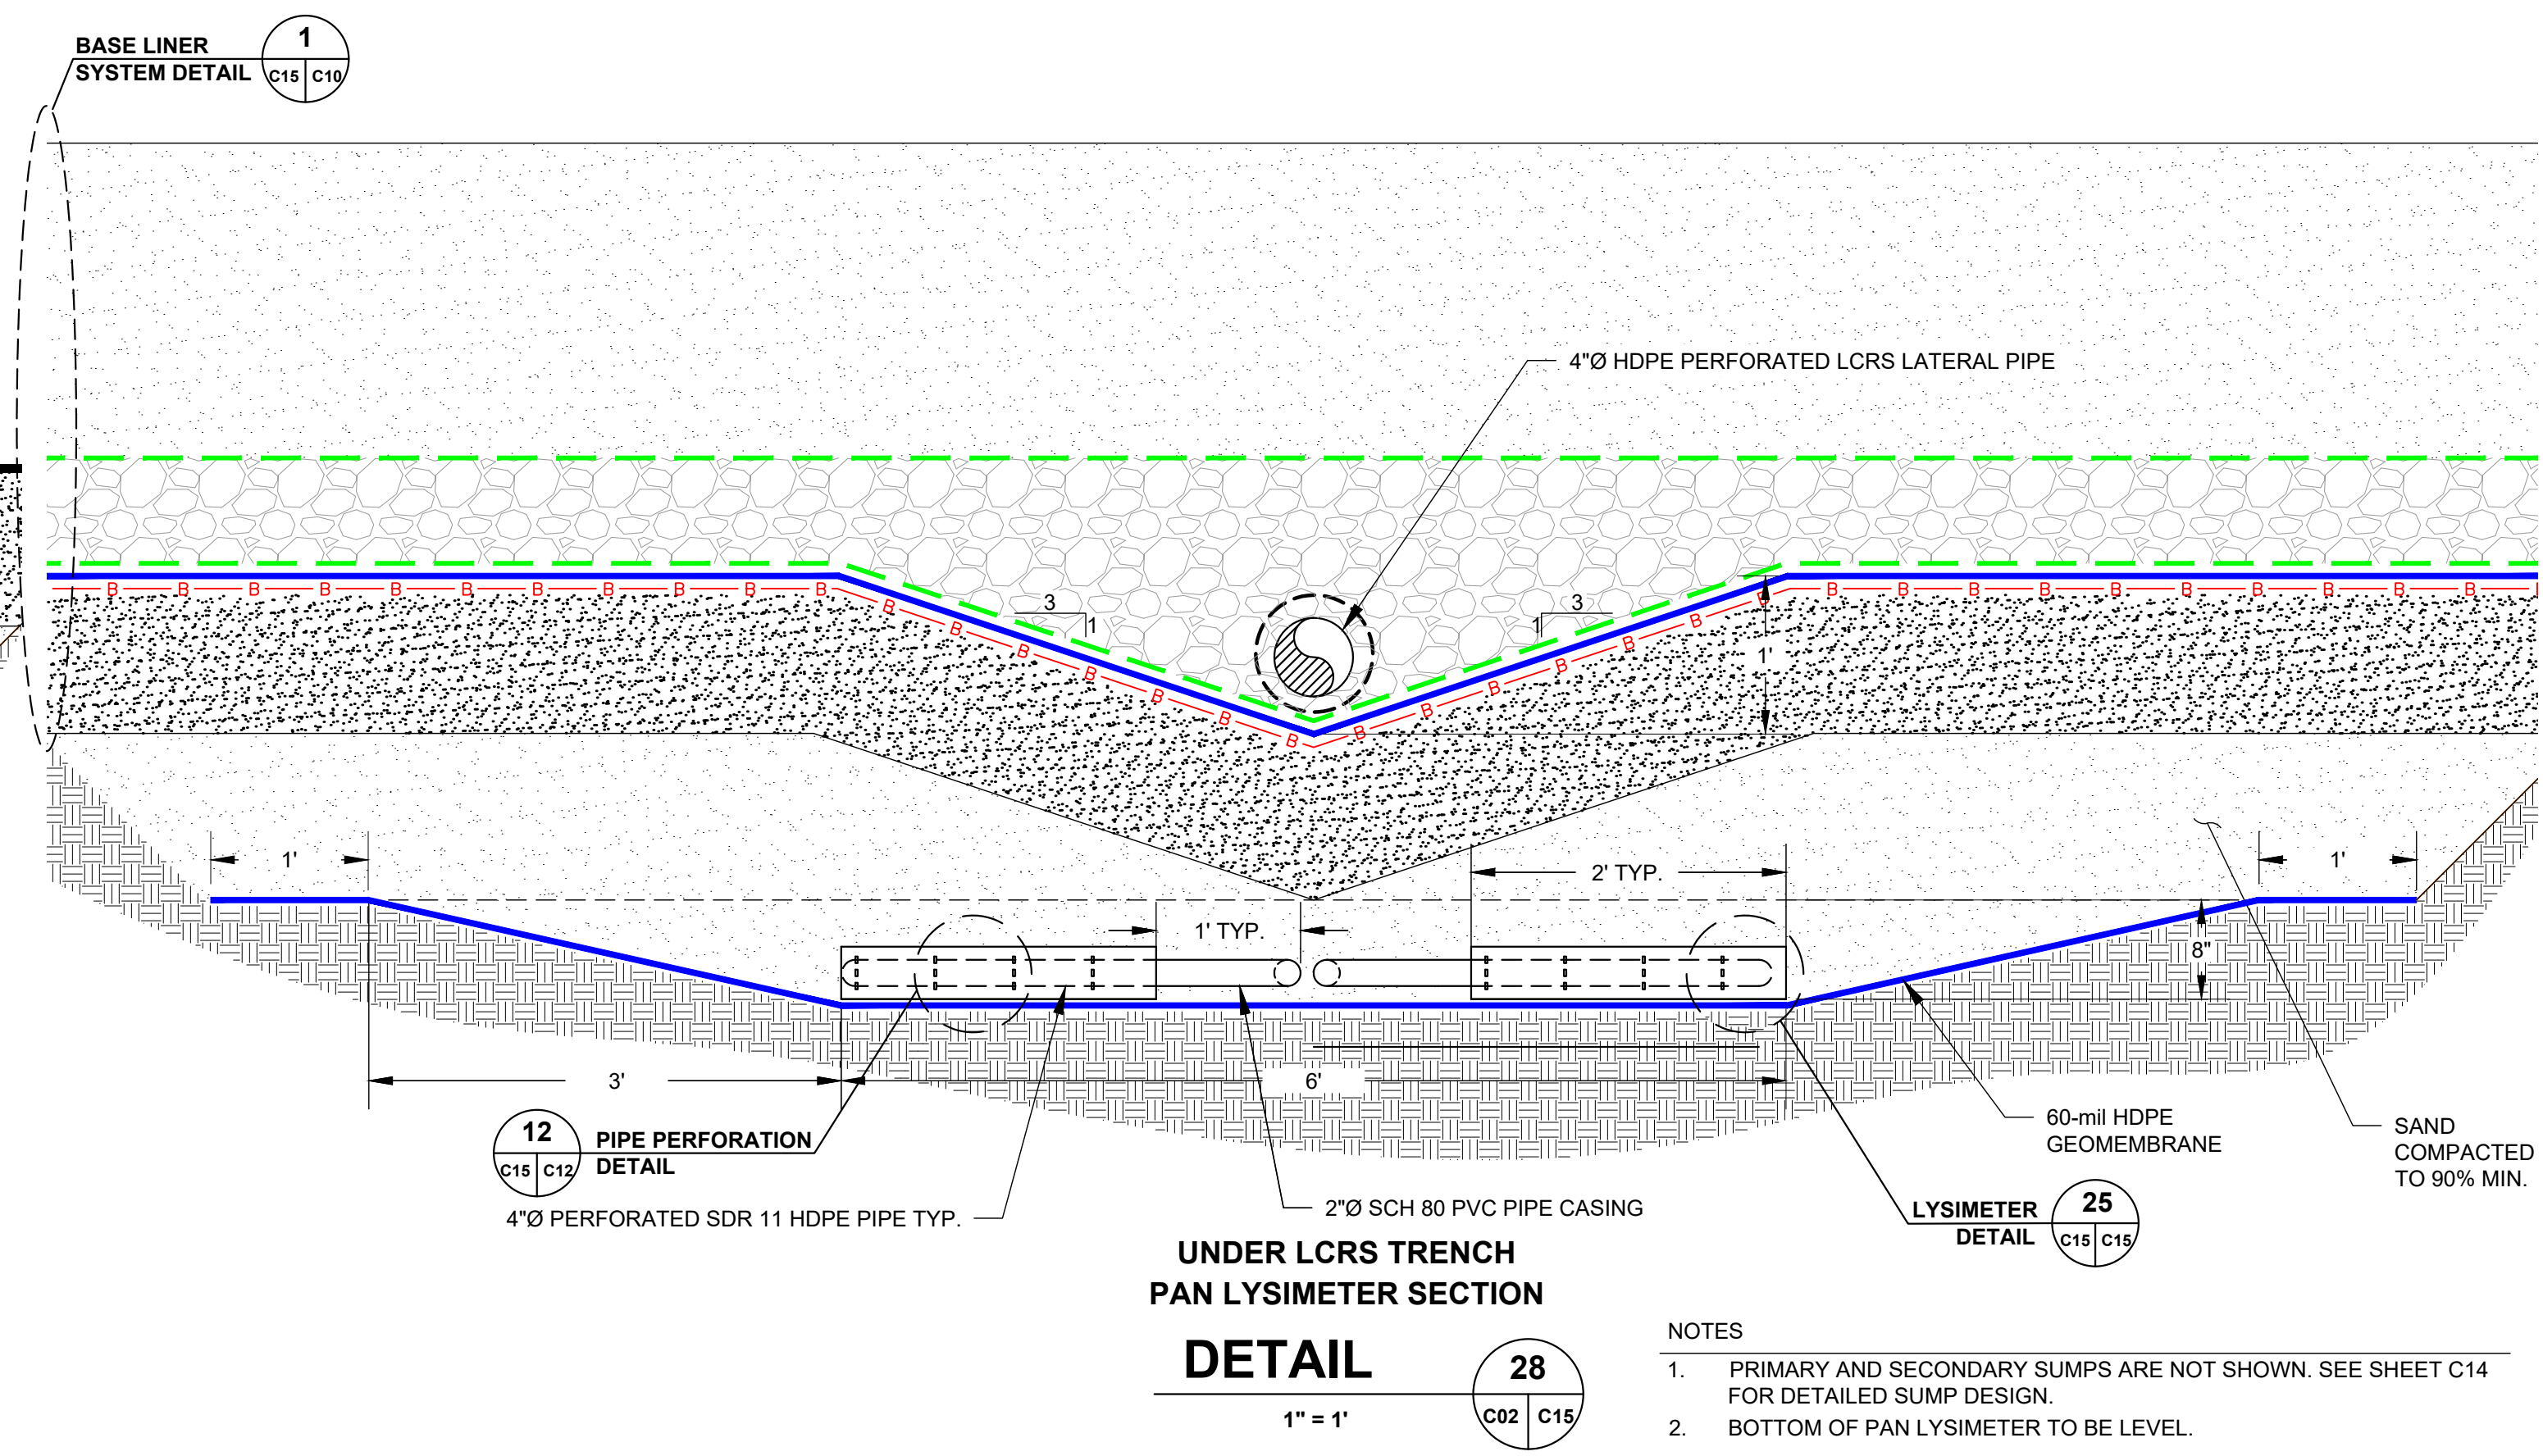 BASE LINER
SYSTEM DETAIL
1
C15 C10
4"Ø HDPE PERFORATED LCRS LATERAL PIPE
B B B B B B B B B B B B B B B B B B B B B B
B B B B B B B B B B B B B B B B
3
1
3
1
1'
1'
1'
2' TYP.
1' TYP.
8"
3'
6'
12
C15 C12
PIPE PERFORATION
DETAIL
4"Ø PERFORATED SDR 11 HDPE PIPE TYP.
2"Ø SCH 80 PVC PIPE CASING
60-mil HDPE
GEOMEMBRANE
SAND
COMPACTED
TO 90% MIN.
LYSIMETER
DETAIL
25
C15 C15
UNDER LCRS TRENCH
PAN LYSIMETER SECTION
DETAIL
1" = 1'
28
C02 C15
NOTES
1. PRIMARY AND SECONDARY SUMPS ARE NOT SHOWN. SEE SHEET C14
FOR DETAILED SUMP DESIGN.
2. BOTTOM OF PAN LYSIMETER TO BE LEVEL.